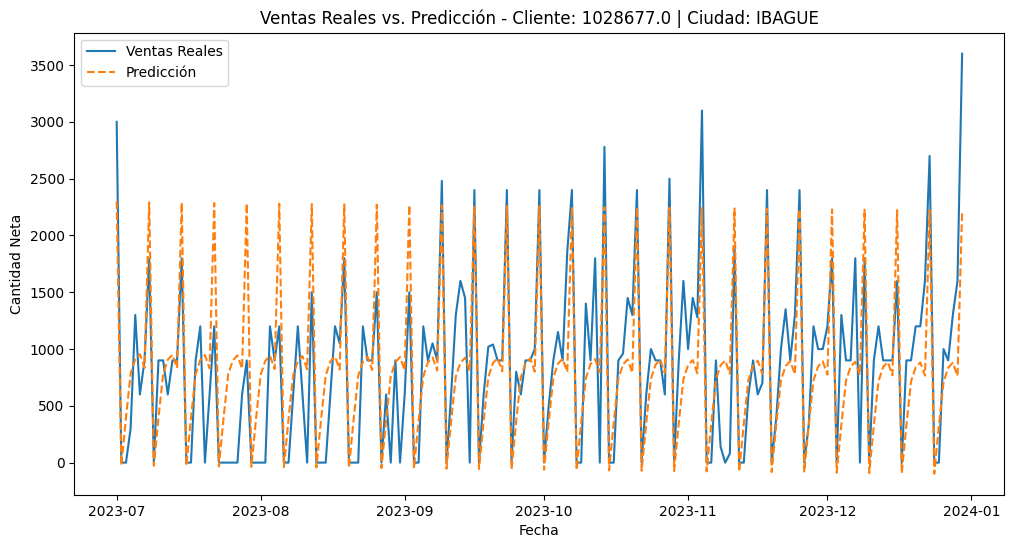 Ventas Reales vs. Predicción - Cliente: 1028677.0 | Ciudad: IBAGUE
Ventas Reales
Predicción
Cantidad Neta
3500
3000
2500
2000
1500
1000
500
0
2023-07 2023-08 2023-09 2023-10 2023-11 2023-12 2024-01
Fecha